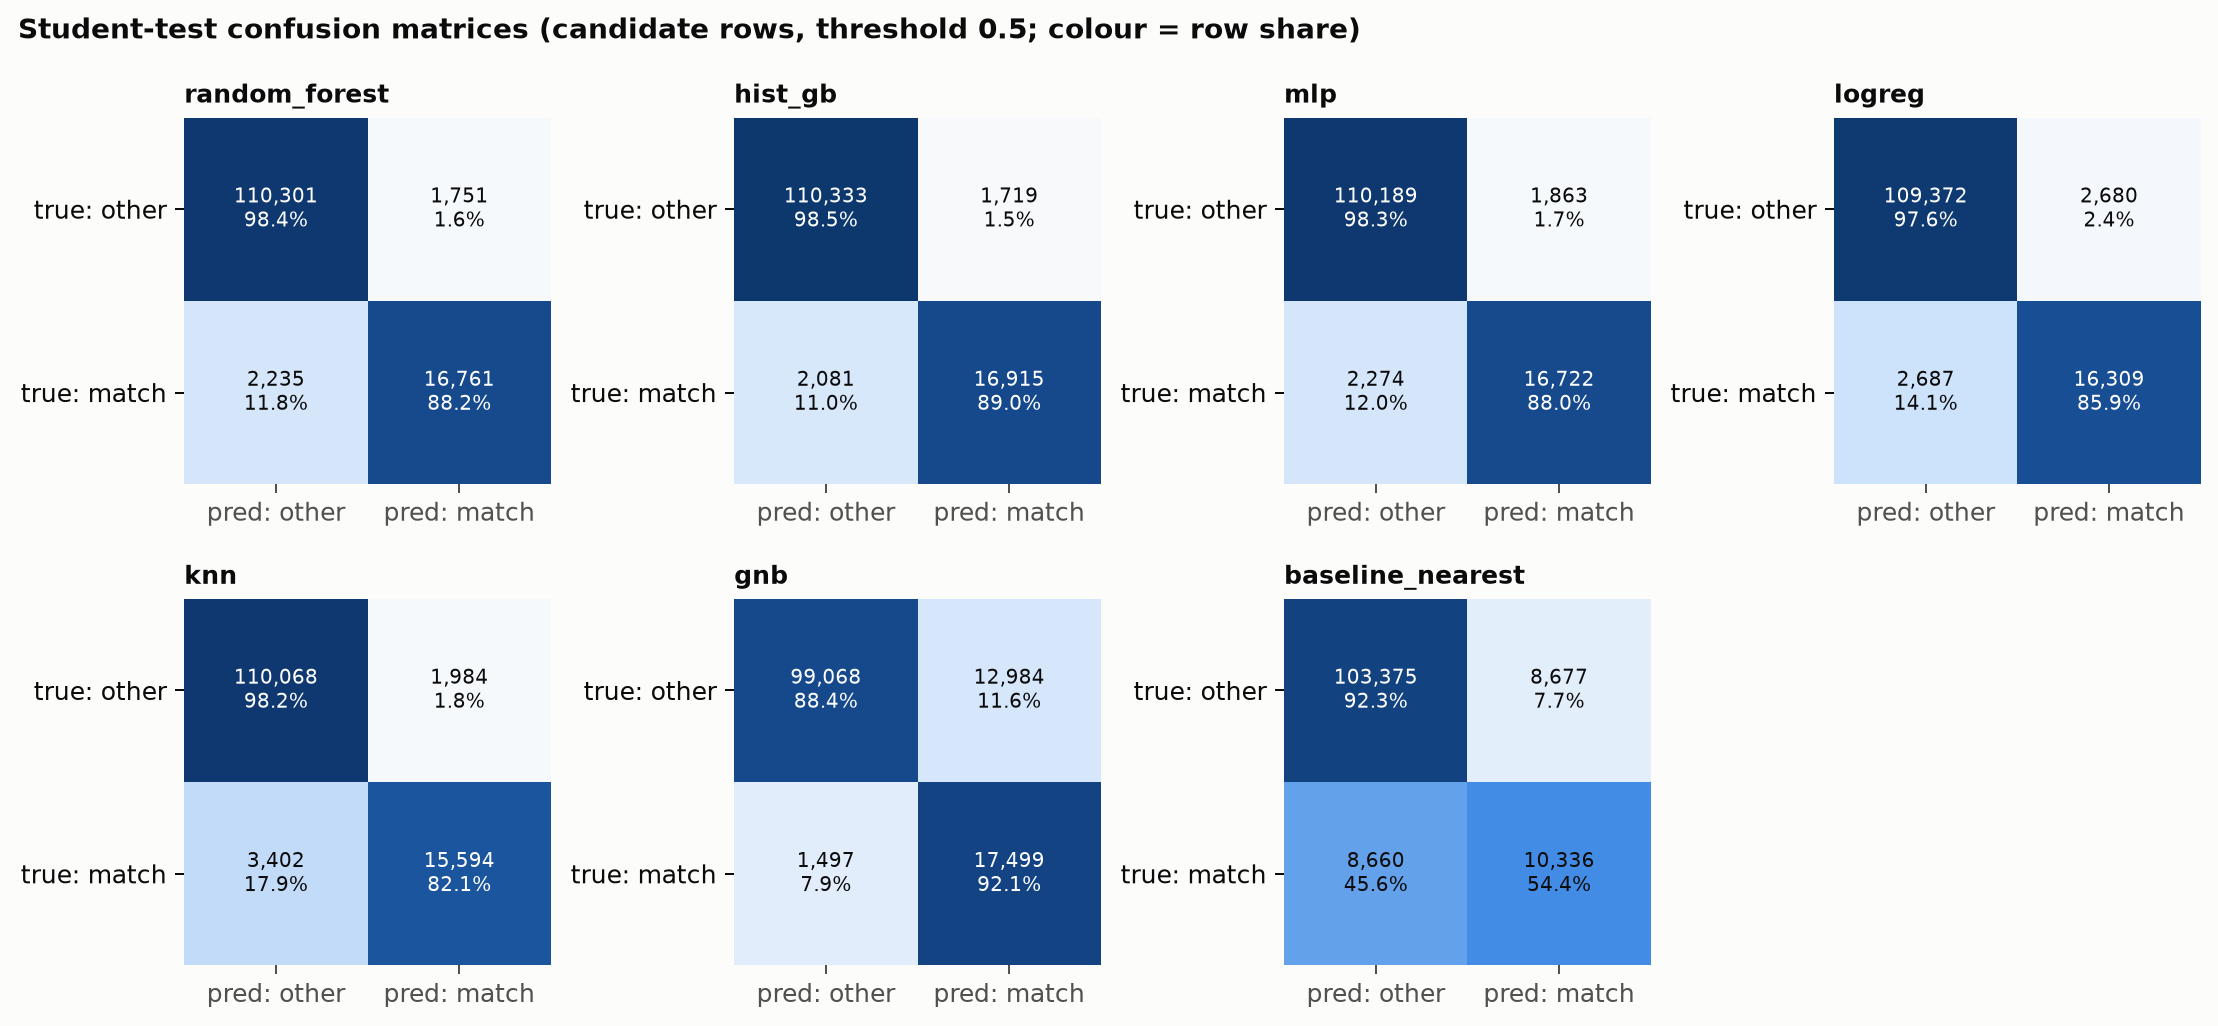 Student-test confusion matrices (candidate rows, threshold 0.5; colour = row share)
random_forest
true: other
110,301
98.4%
1,751
1.6%
true: match
2,235
11.8%
16,761
88.2%
pred: other
pred: match
hist_gb
true: other
110,333
98.5%
1,719
1.5%
true: match
2,081
11.0%
16,915
89.0%
pred: other
pred: match
mlp
true: other
110,189
98.3%
1,863
1.7%
true: match
2,274
12.0%
16,722
88.0%
pred: other
pred: match
logreg
true: other
109,372
97.6%
2,680
2.4%
true: match
2,687
14.1%
16,309
85.9%
pred: other
pred: match
knn
true: other
110,068
98.2%
1,984
1.8%
true: match
3,402
17.9%
15,594
82.1%
pred: other
pred: match
gnb
true: other
99,068
88.4%
12,984
11.6%
true: match
1,497
7.9%
17,499
92.1%
pred: other
pred: match
baseline_nearest
true: other
103,375
92.3%
8,677
7.7%
true: match
8,660
45.6%
10,336
54.4%
pred: other
pred: match